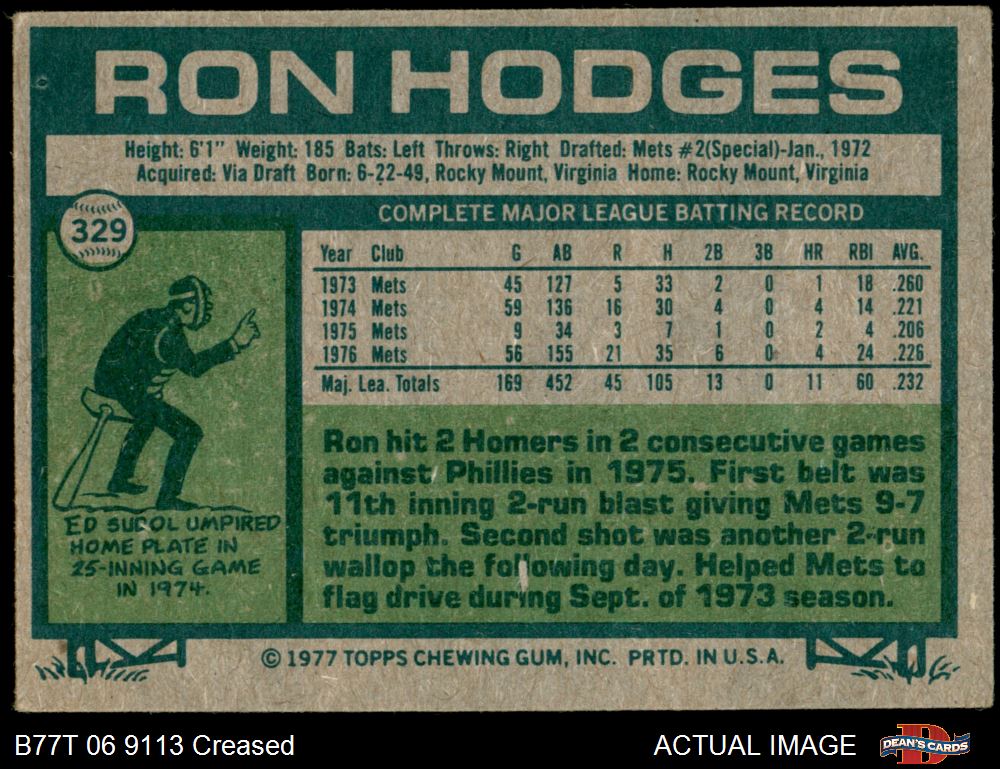 RON HODGES
Height: 6'1" Weight: 185 Bats: Left Throws: Right Drafted: Mets #2(Special)-Jan., 1972
Acquired: Via Draft Born: 6-22-49, Rocky Mount, Virginia Home: Rocky Mount, Virginia
329
COMPLETE MAJOR LEAGUE BATTING RECORD
Year Club G AB R H 2B 3B HR RBI AVG.
1973 Mets 45 127 5 33 2 0 1 18 .260
1974 Mets 59 136 16 30 4 0 4 14 .221
1975 Mets 9 34 3 7 1 0 2 4 .206
1976 Mets 56 155 21 35 6 0 4 24 .226
Maj. Lea. Totals 169 452 45 105 13 0 11 60 .232
ED SUDOL UMPIRED
HOME PLATE IN
25-INNING GAME
IN 1974.
Ron hit 2 Homers in 2 consecutive games
against Phillies in 1975. First belt was
11th inning 2-run blast giving Mets 9-7
triumph. Second shot was another 2-run
wallop the following day. Helped Mets to
flag drive during Sept. of 1973 season.
© 1977 TOPPS CHEWING GUM, INC. PRTD. IN U.S.A.
B77T 06 9113 Creased
ACTUAL IMAGE
DEAN'S CARDS